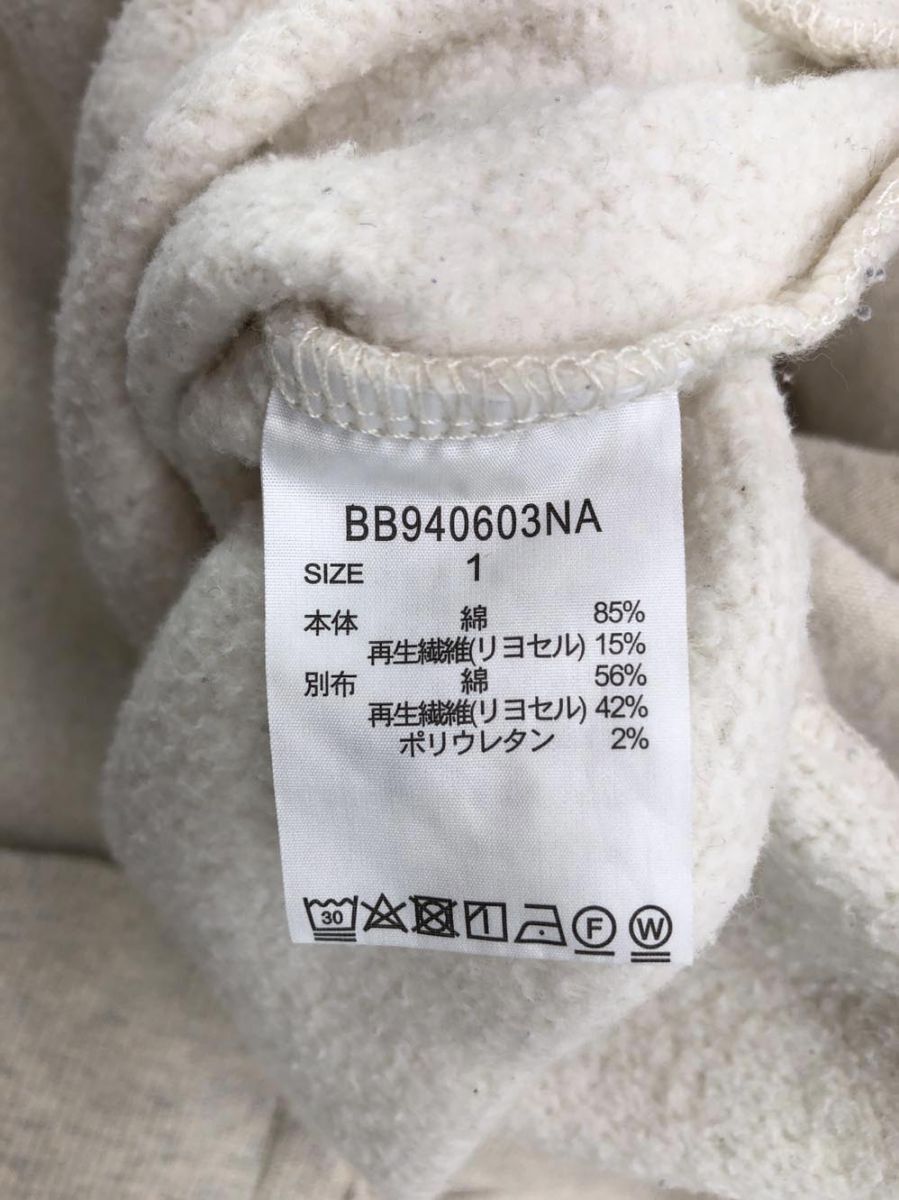 BB940603NA
SIZE 1
本体 綿 85%
再生繊維(リヨセル) 15%
別布 綿 56%
再生繊維(リヨセル) 42%
ポリウレタン 2%
30 F W